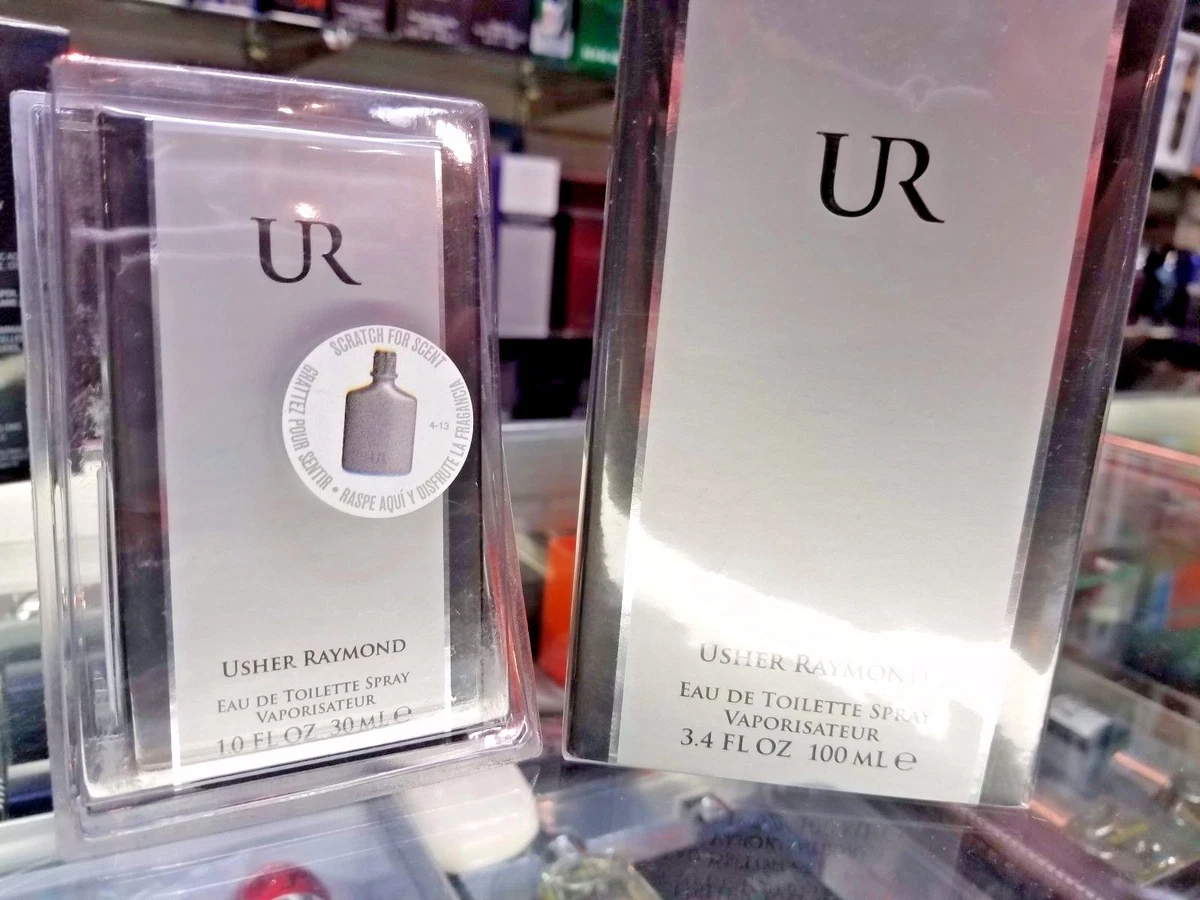 UR
SCRATCH FOR SCENT
GRATTEZ POUR SENTIR • RASPE AQUÍ Y DISFRUTE LA FRAGANCIA
4-13
UR
USHER RAYMOND
EAU DE TOILETTE SPRAY
VAPORISATEUR
1.0 FL OZ 30 ML ℮
UR
USHER RAYMOND
EAU DE TOILETTE SPRAY
VAPORISATEUR
3.4 FL OZ 100 ML ℮